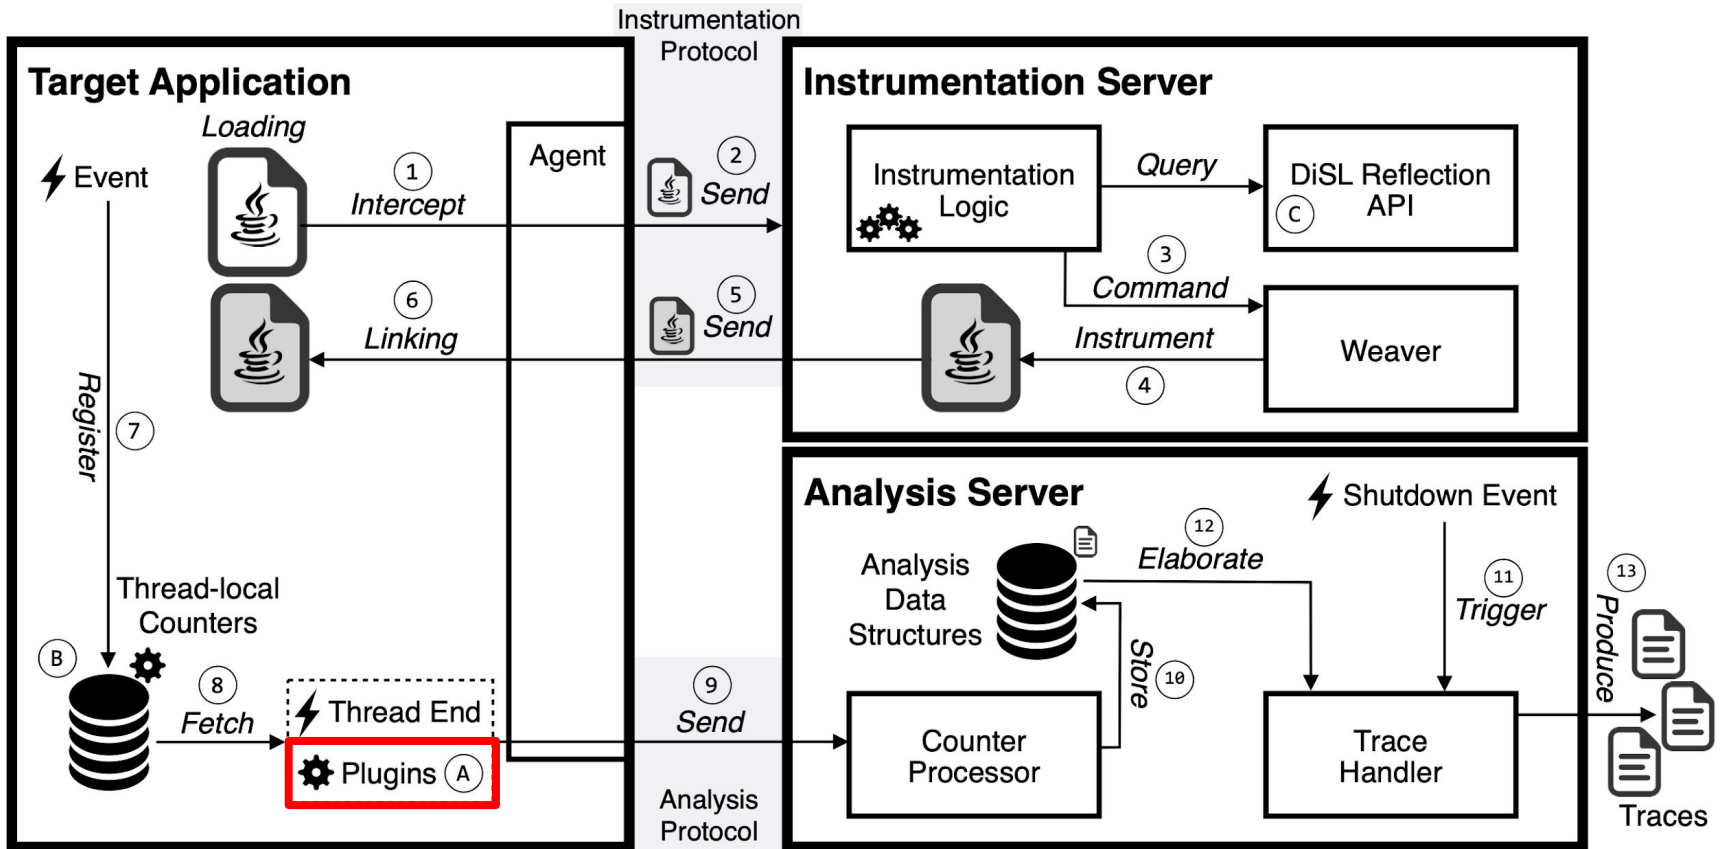 Instrumentation
Protocol
Target Application
Loading
Event
1
Intercept
Agent
2
Send
6
Linking
5
Send
Register
7
Thread-local
Counters
B
8
Fetch
Thread End
Plugins A
9
Send
Analysis
Protocol
Instrumentation Server
Instrumentation
Logic
Query
DiSL Reflection
API
C
3
Command
Instrument
4
Weaver
Analysis Server
Shutdown Event
12
Elaborate
Analysis
Data
Structures
11
Trigger
Store
10
Counter
Processor
Trace
Handler
13
Produce
Traces